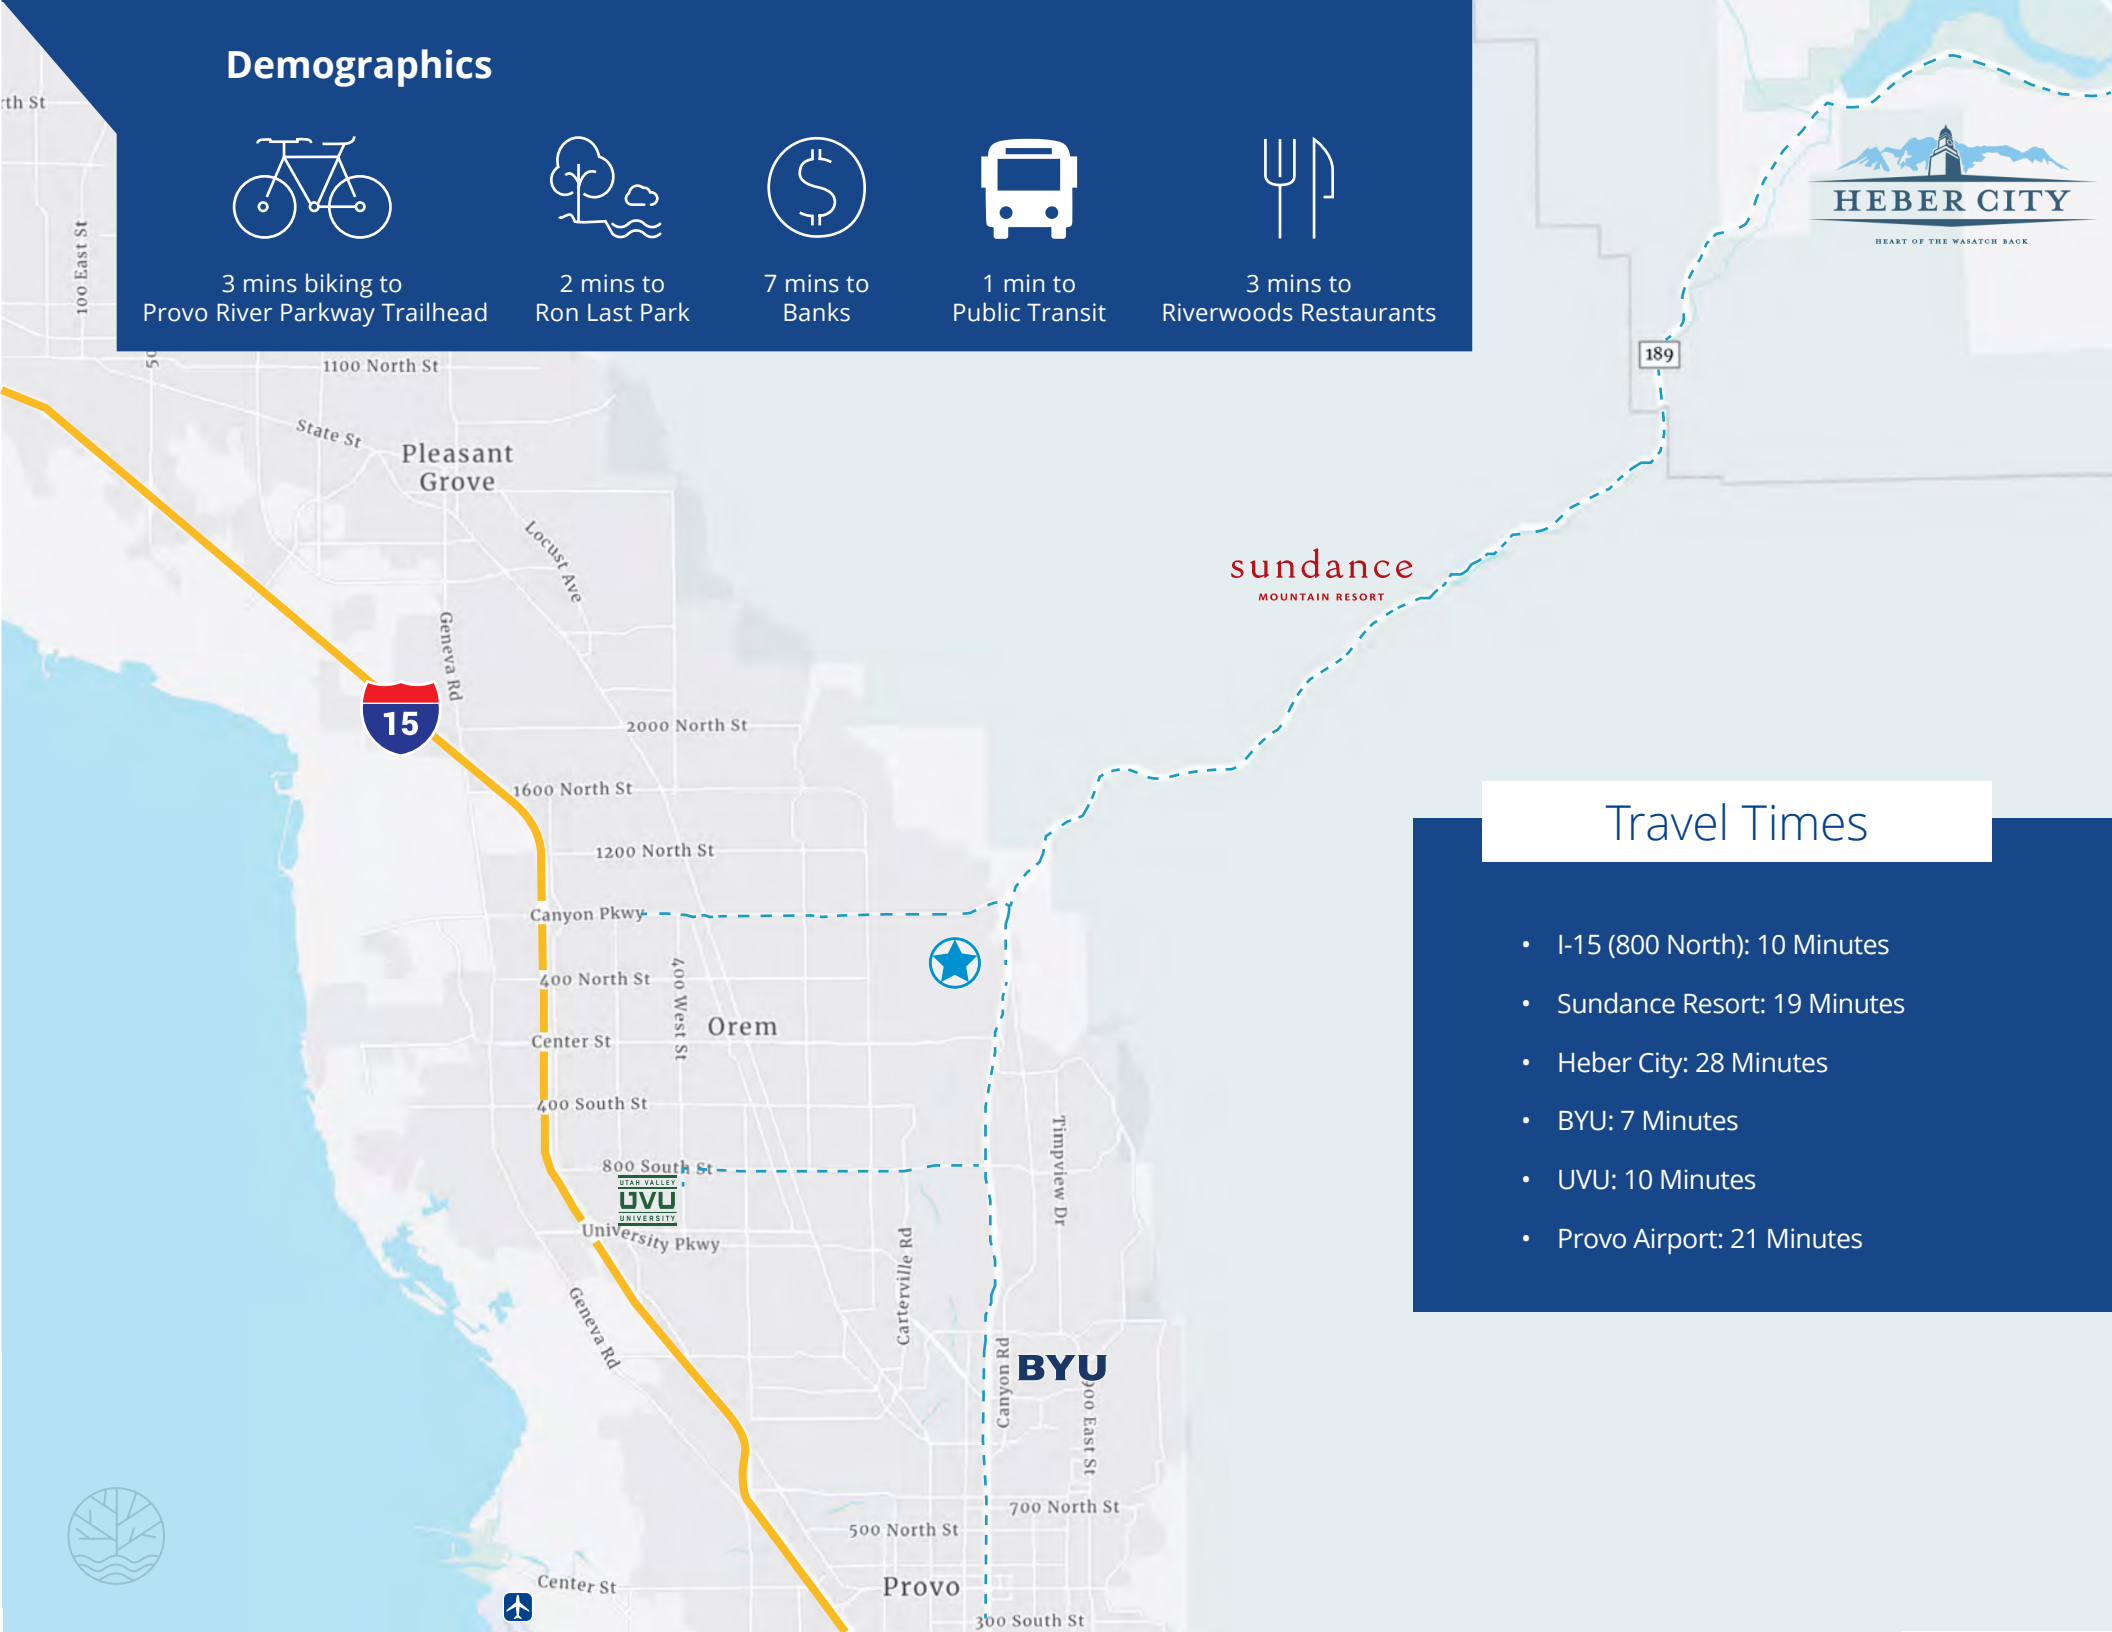 Demographics
3 mins biking to
Provo River Parkway Trailhead
2 mins to
Ron Last Park
7 mins to
Banks
1 min to
Public Transit
3 mins to
Riverwoods Restaurants
rth St
100 East St
50
1100 North St
State St
Pleasant
Grove
Locust Ave
Geneva Rd
15
2000 North St
1600 North St
1200 North St
Canyon Pkwy
400 North St
400 West St
Orem
Center St
400 South St
800 South St
UTAH VALLEY
UVU
UNIVERSITY
University Pkwy
Geneva Rd
Carterville Rd
Timpview Dr
Canyon Rd
BYU
900 East St
700 North St
500 North St
Center St
Provo
300 South St
HEBER CITY
HEART OF THE WASATCH BACK
189
sundance
MOUNTAIN RESORT
Travel Times
• I-15 (800 North): 10 Minutes
• Sundance Resort: 19 Minutes
• Heber City: 28 Minutes
• BYU: 7 Minutes
• UVU: 10 Minutes
• Provo Airport: 21 Minutes